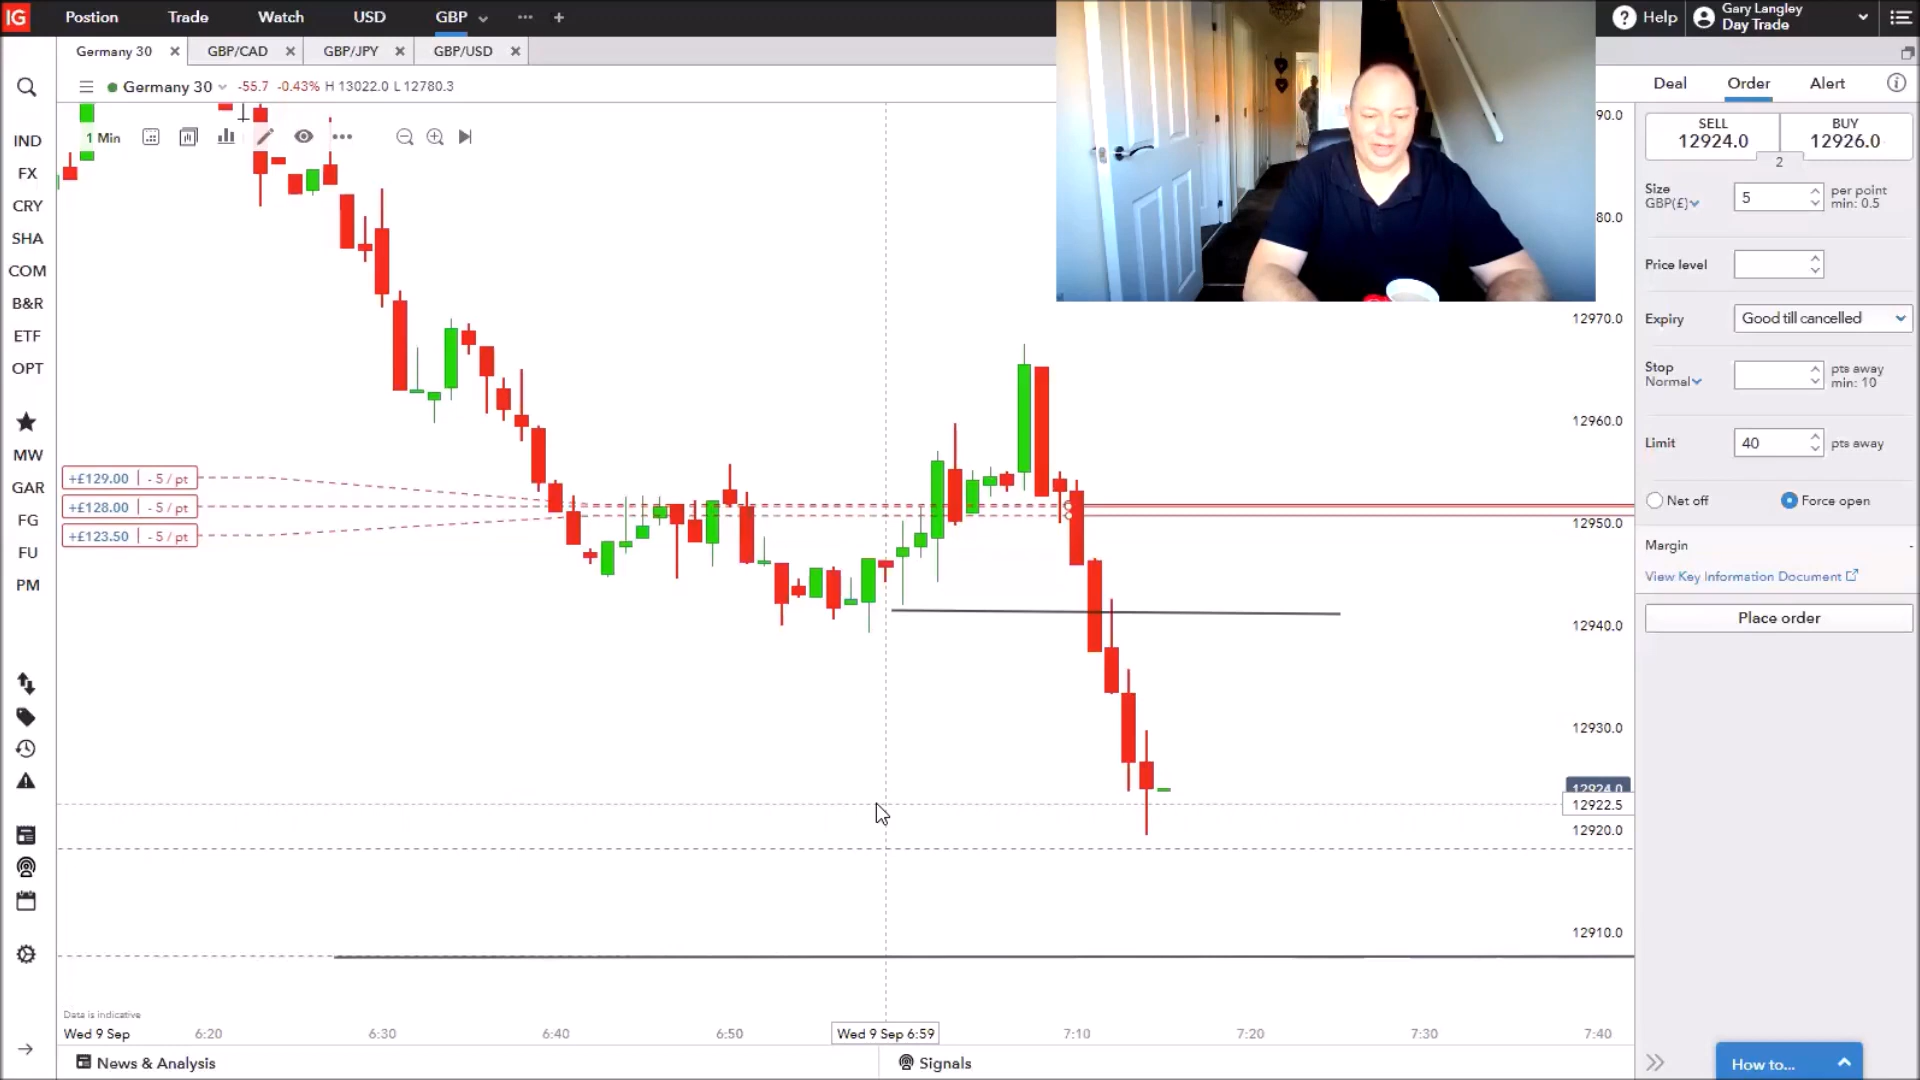 IG Postion Trade Watch USD GBP ... + Help Gary Langley
Day Trade
Germany 30 GBP/CAD GBP/JPY GBP/USD
Germany 30 -55.7 -0.43% H 13022.0 L 12780.3
1 Min
IND
FX
CRY
SHA
COM
B&R
ETF
OPT
MW
GAR
FG
FU
PM
+£129.00 - 5 / pt
+£128.00 - 5 / pt
+£123.50 - 5 / pt
90.0
80.0
12970.0
12960.0
12950.0
12940.0
12930.0
12924.0
12922.5
12920.0
12910.0
Data is indicative
Wed 9 Sep 6:20 6:30 6:40 6:50 Wed 9 Sep 6:59 7:10 7:20 7:30 7:40
News & Analysis Signals
Deal Order Alert
SELL BUY
12924.0 12926.0
2
Size 5 per point
GBP(£) min: 0.5
Price level
Expiry Good till cancelled
Stop pts away
Normal min: 10
Limit 40 pts away
Net off Force open
Margin -
View Key Information Document
Place order
How to...